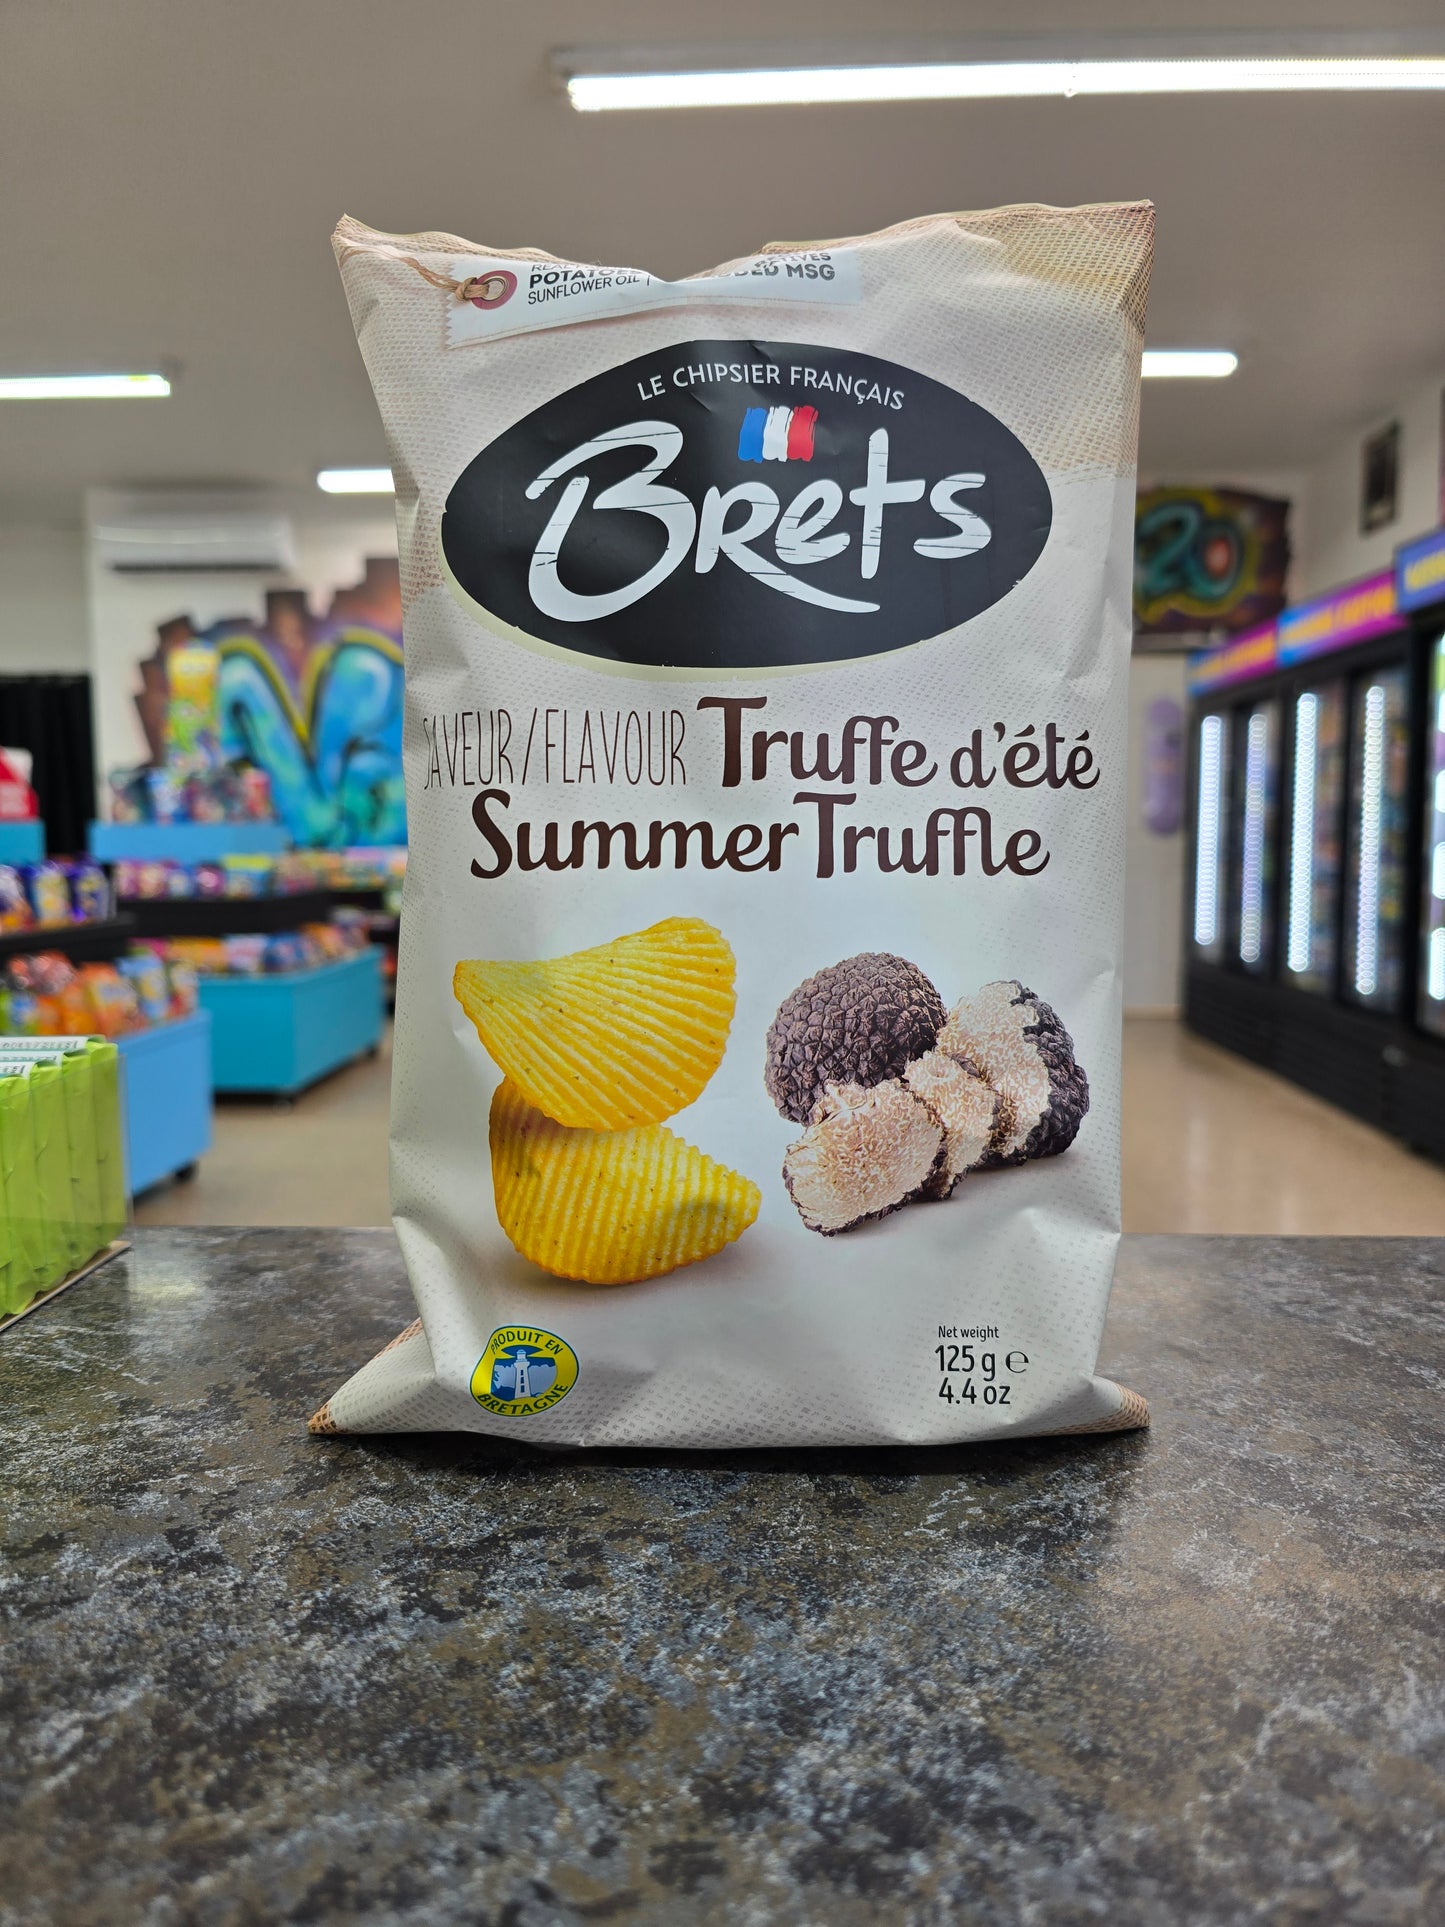 POTATOES
SUNFLOWER OIL
MSG
LE CHIPSIER FRANÇAIS
Brets
SAVEUR/FLAVOUR Truffe d'été
Summer Truffle
PRODUIT EN
BRETAGNE
Net weight
125 g e
4.4 oz
20